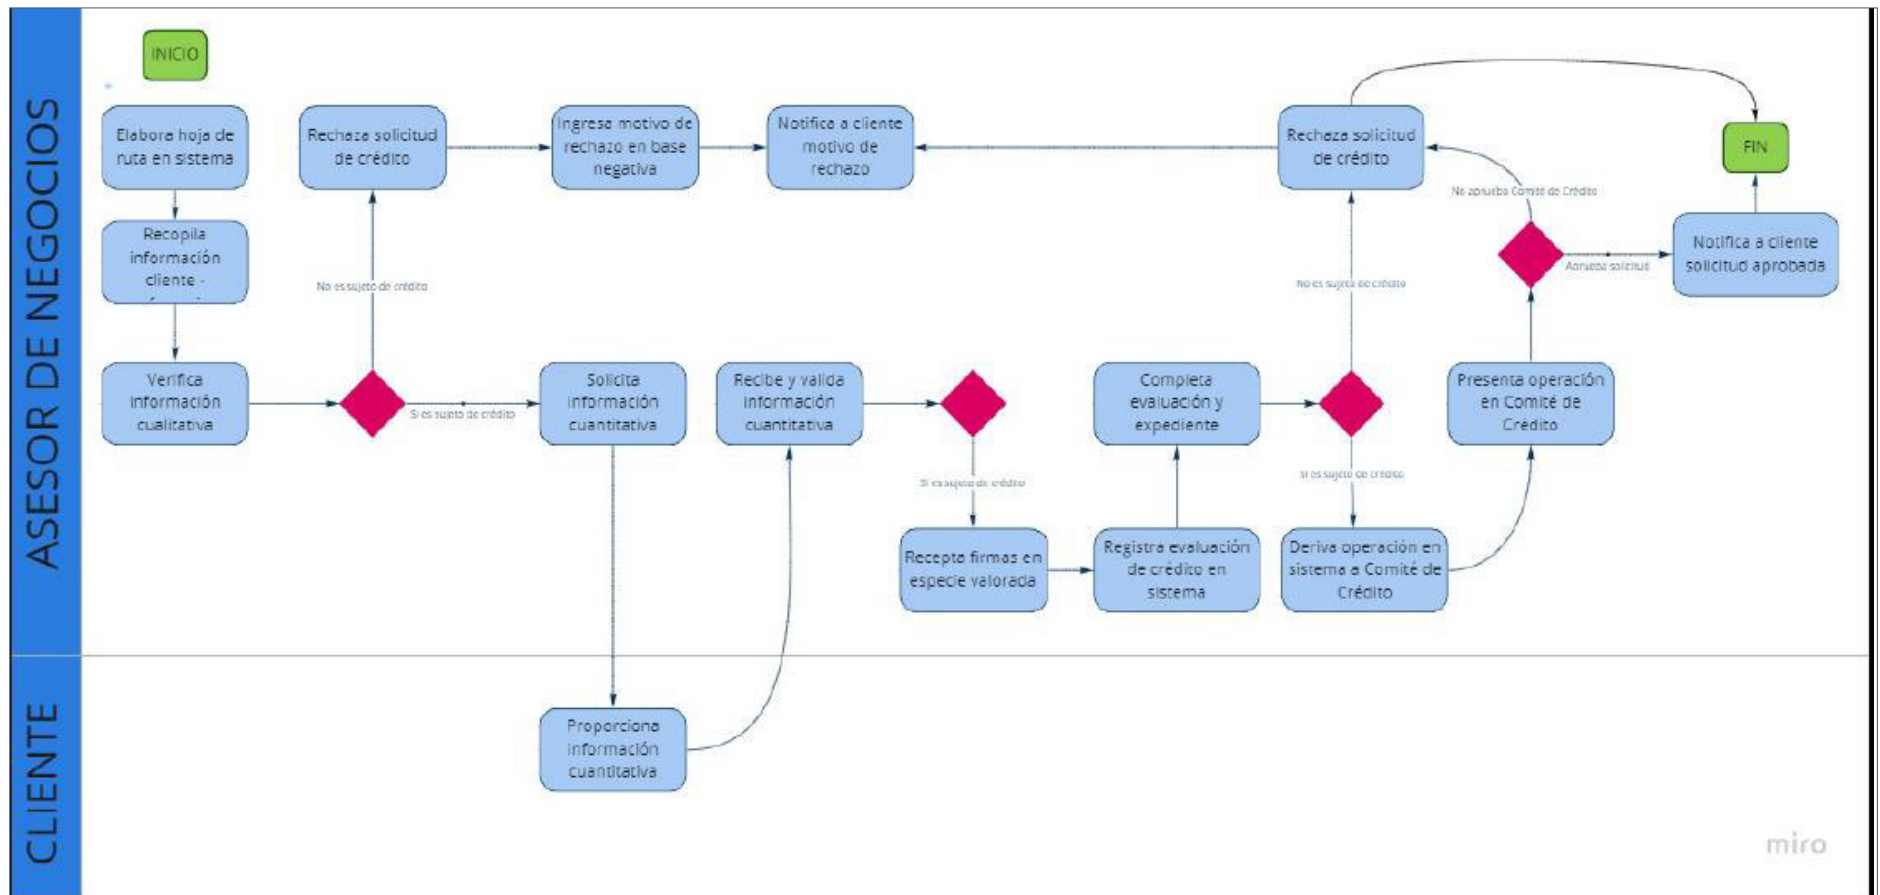 ASESOR DE NEGOCIOS
INICIO
Elabora hoja de
ruta en sistema
Recopila
información
cliente -
Verifica
información
cualitativa
Rechaza solicitud
de crédito
No es sujeto de crédito
Si es sujeto de crédito
Ingresa motivo de
rechazo en base
negativa
Notifica a cliente
motivo de
rechazo
Solicita
información
cuantitativa
Recibe y valida
información
cuantitativa
Si es sujeto de crédito
Recepta firmas en
especie valorada
Registra evaluación
de crédito en
sistema
Completa
evaluación y
expediente
Rechaza solicitud
de crédito
No es sujeto de crédito
Si es sujeto de crédito
Deriva operación en
sistema a Comité de
Crédito
Presenta operación
en Comité de
Crédito
No aprueba Comité de Crédito
Aprueba solicitud
Notifica a cliente
solicitud aprobada
FIN
CLIENTE
Proporciona
información
cuantitativa
miro